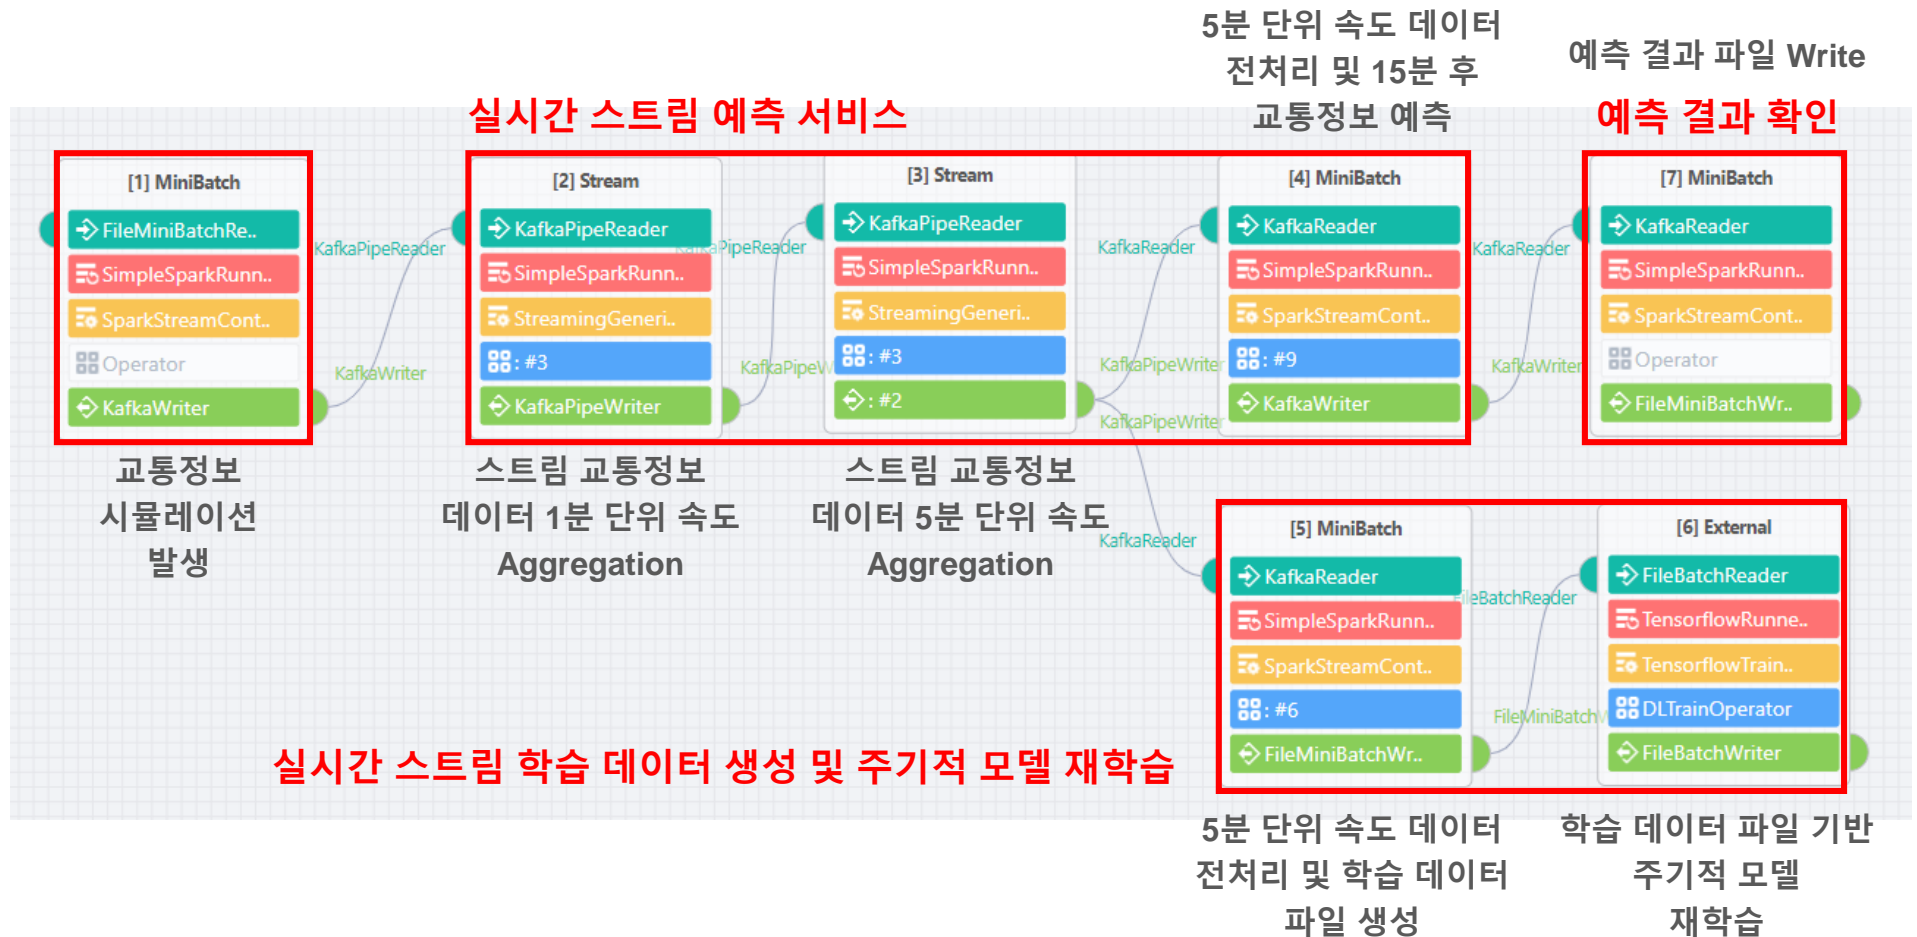 5분 단위 속도 데이터
전처리 및 15분 후
교통정보 예측
예측 결과 파일 Write
예측 결과 확인
실시간 스트림 예측 서비스
[1] MiniBatch
FileMiniBatchRe..
SimpleSparkRunn..
SparkStreamCont..
Operator
KafkaWriter
교통정보
시뮬레이션
발생
KafkaPipeReader
KafkaWriter
[2] Stream
KafkaPipeReader
SimpleSparkRunn..
StreamingGeneri..
: #3
KafkaPipeWriter
스트림 교통정보
데이터 1분 단위 속도
Aggregation
KafkaPipeReader
KafkaPipeW
[3] Stream
KafkaPipeReader
SimpleSparkRunn..
StreamingGeneri..
: #3
: #2
스트림 교통정보
데이터 5분 단위 속도
Aggregation
KafkaReader
KafkaPipeWriter
KafkaPipeWriter
KafkaReader
[4] MiniBatch
KafkaReader
SimpleSparkRunn..
SparkStreamCont..
: #9
KafkaWriter
KafkaReader
KafkaWriter
[7] MiniBatch
KafkaReader
SimpleSparkRunn..
SparkStreamCont..
Operator
FileMiniBatchWr..
[5] MiniBatch
KafkaReader
SimpleSparkRunn..
SparkStreamCont..
: #6
FileMiniBatchWr..
FileBatchReader
FileMiniBatchW
[6] External
FileBatchReader
TensorflowRunne..
TensorflowTrain..
DLTrainOperator
FileBatchWriter
실시간 스트림 학습 데이터 생성 및 주기적 모델 재학습
5분 단위 속도 데이터
전처리 및 학습 데이터
파일 생성
학습 데이터 파일 기반
주기적 모델
재학습